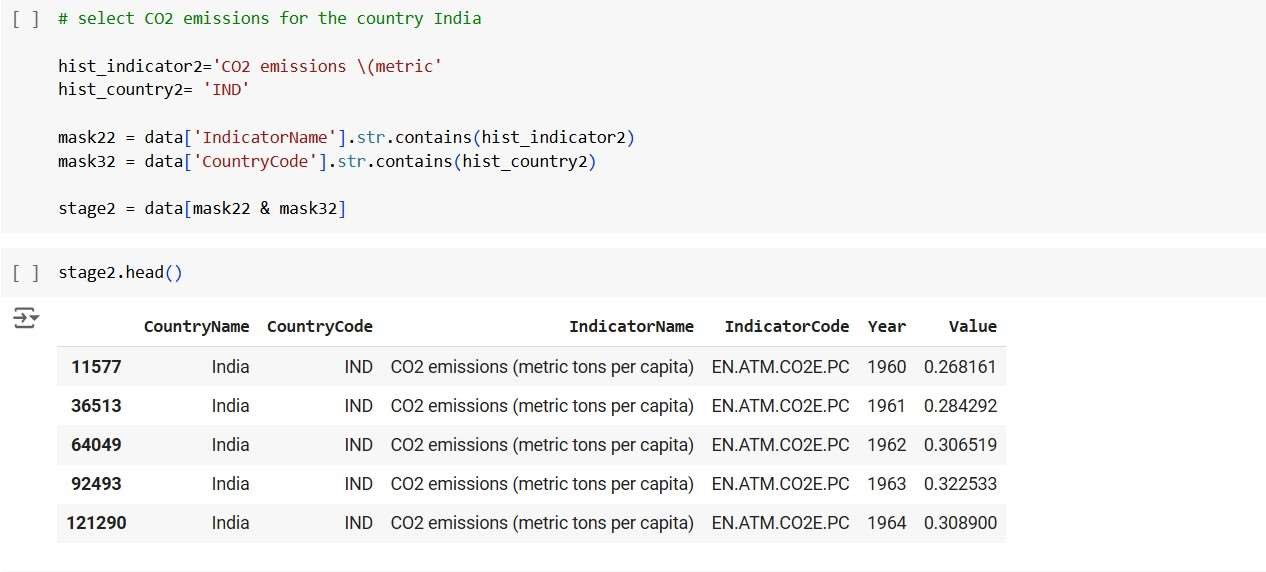 [ ] # select CO2 emissions for the country India
hist_indicator2='CO2 emissions \(metric'
hist_country2= 'IND'
mask22 = data['IndicatorName'].str.contains(hist_indicator2)
mask32 = data['CountryCode'].str.contains(hist_country2)
stage2 = data[mask22 & mask32]
[ ] stage2.head()
CountryName CountryCode IndicatorName IndicatorCode Year Value
11577 India IND CO2 emissions (metric tons per capita) EN.ATM.CO2E.PC 1960 0.268161
36513 India IND CO2 emissions (metric tons per capita) EN.ATM.CO2E.PC 1961 0.284292
64049 India IND CO2 emissions (metric tons per capita) EN.ATM.CO2E.PC 1962 0.306519
92493 India IND CO2 emissions (metric tons per capita) EN.ATM.CO2E.PC 1963 0.322533
121290 India IND CO2 emissions (metric tons per capita) EN.ATM.CO2E.PC 1964 0.308900